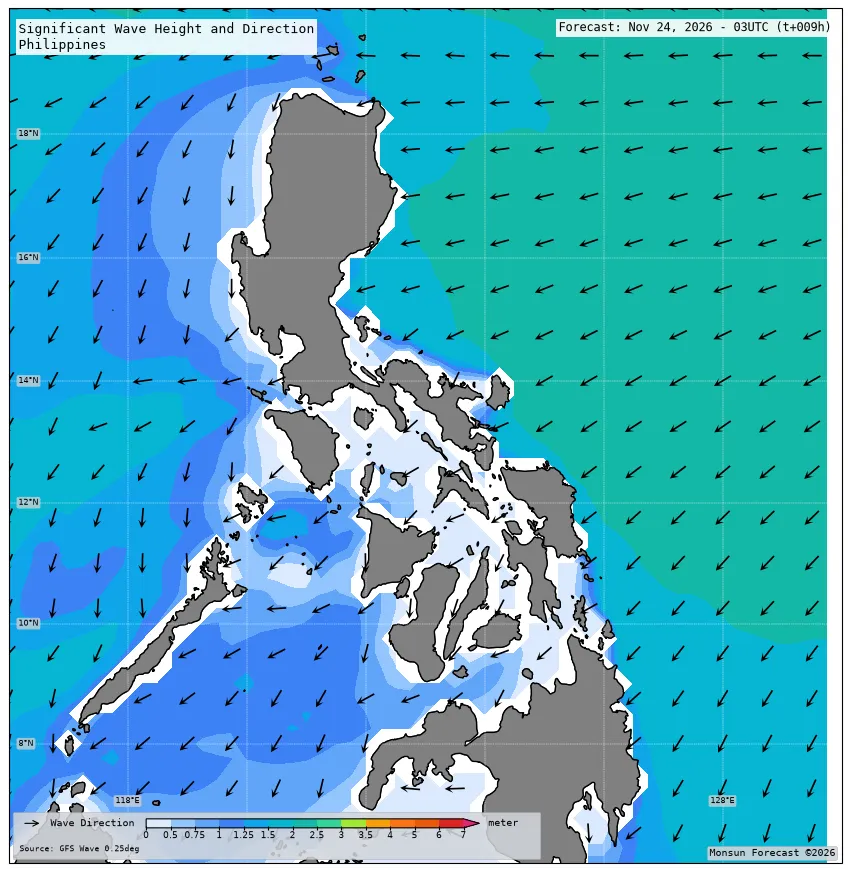 Significant Wave Height and Direction
Philippines
Forecast: Nov 24, 2026 - 03UTC (t+009h)
18°N
16°N
14°N
12°N
10°N
8°N
118°E
128°E
Wave Direction
meter
0 0.5 0.75 1 1.25 1.5 2 2.5 3 3.5 4 5 6 7
Source: GFS Wave 0.25deg
Monsun Forecast ©2026